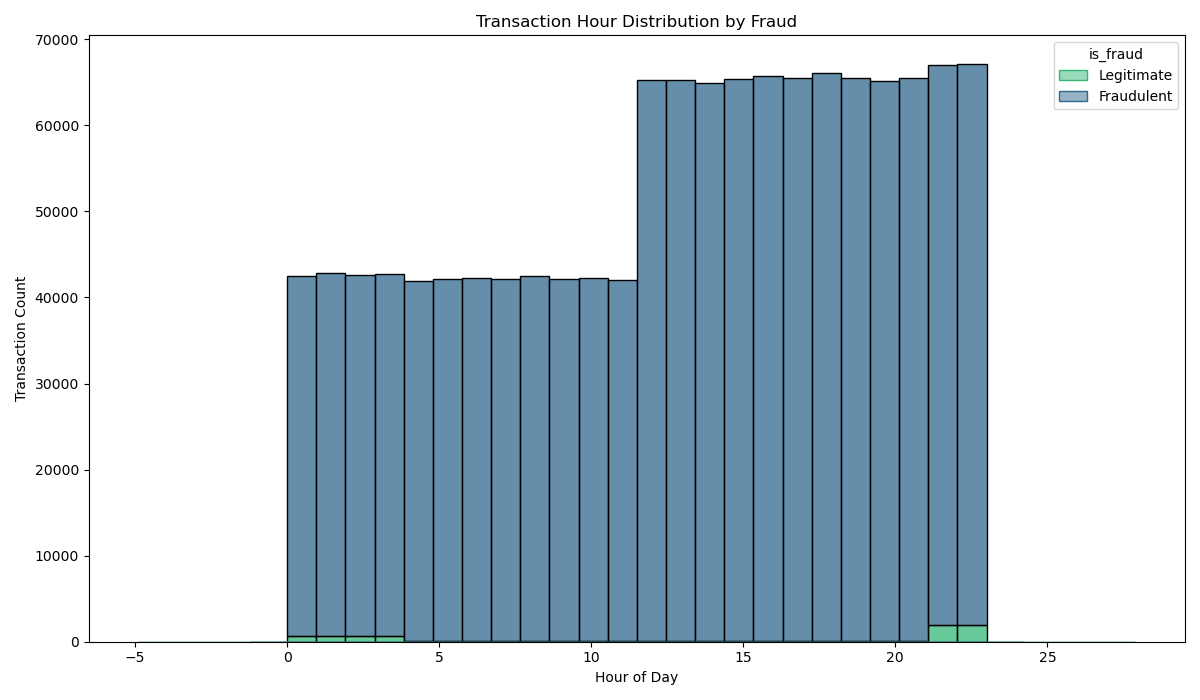 Transaction Hour Distribution by Fraud
is_fraud
Legitimate
Fraudulent
Transaction Count
70000
60000
50000
40000
30000
20000
10000
0
−5
0
5
10
15
20
25
Hour of Day